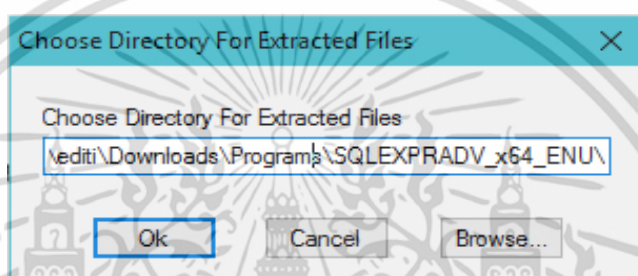 Choose Directory For Extracted Files
Choose Directory For Extracted Files
\editi\Downloads\Programs\SQLEXPRADV_x64_ENU\
Ok Cancel Browse...